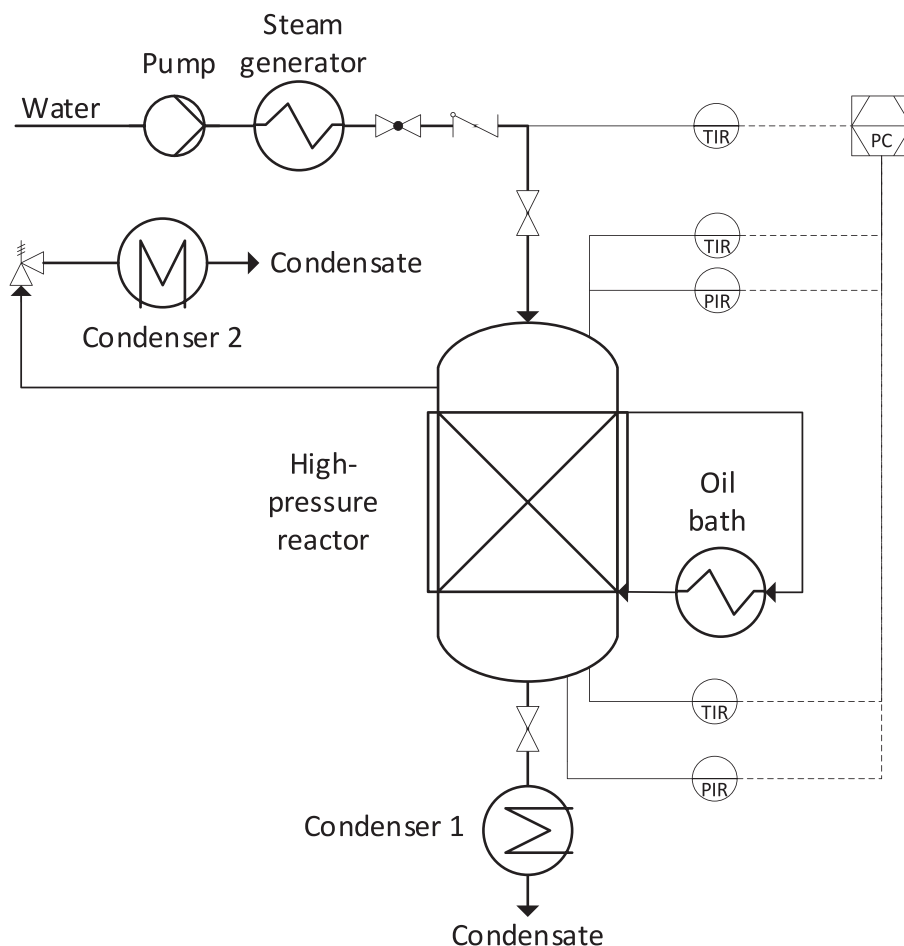 Steam
generator
Pump
Water
TIR
PC
TIR
Condensate
PIR
Condenser 2
High-
pressure
reactor
Oil
bath
TIR
PIR
Condenser 1
Condensate